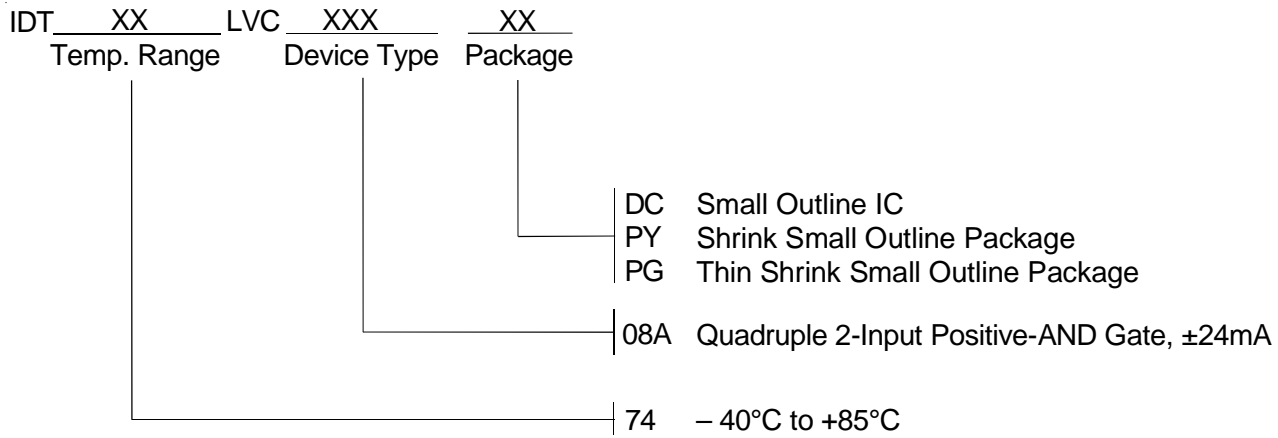 IDT XX LVC XXX XX
Temp. Range Device Type Package
DC Small Outline IC
PY Shrink Small Outline Package
PG Thin Shrink Small Outline Package
08A Quadruple 2-Input Positive-AND Gate, ±24mA
74 – 40°C to +85°C